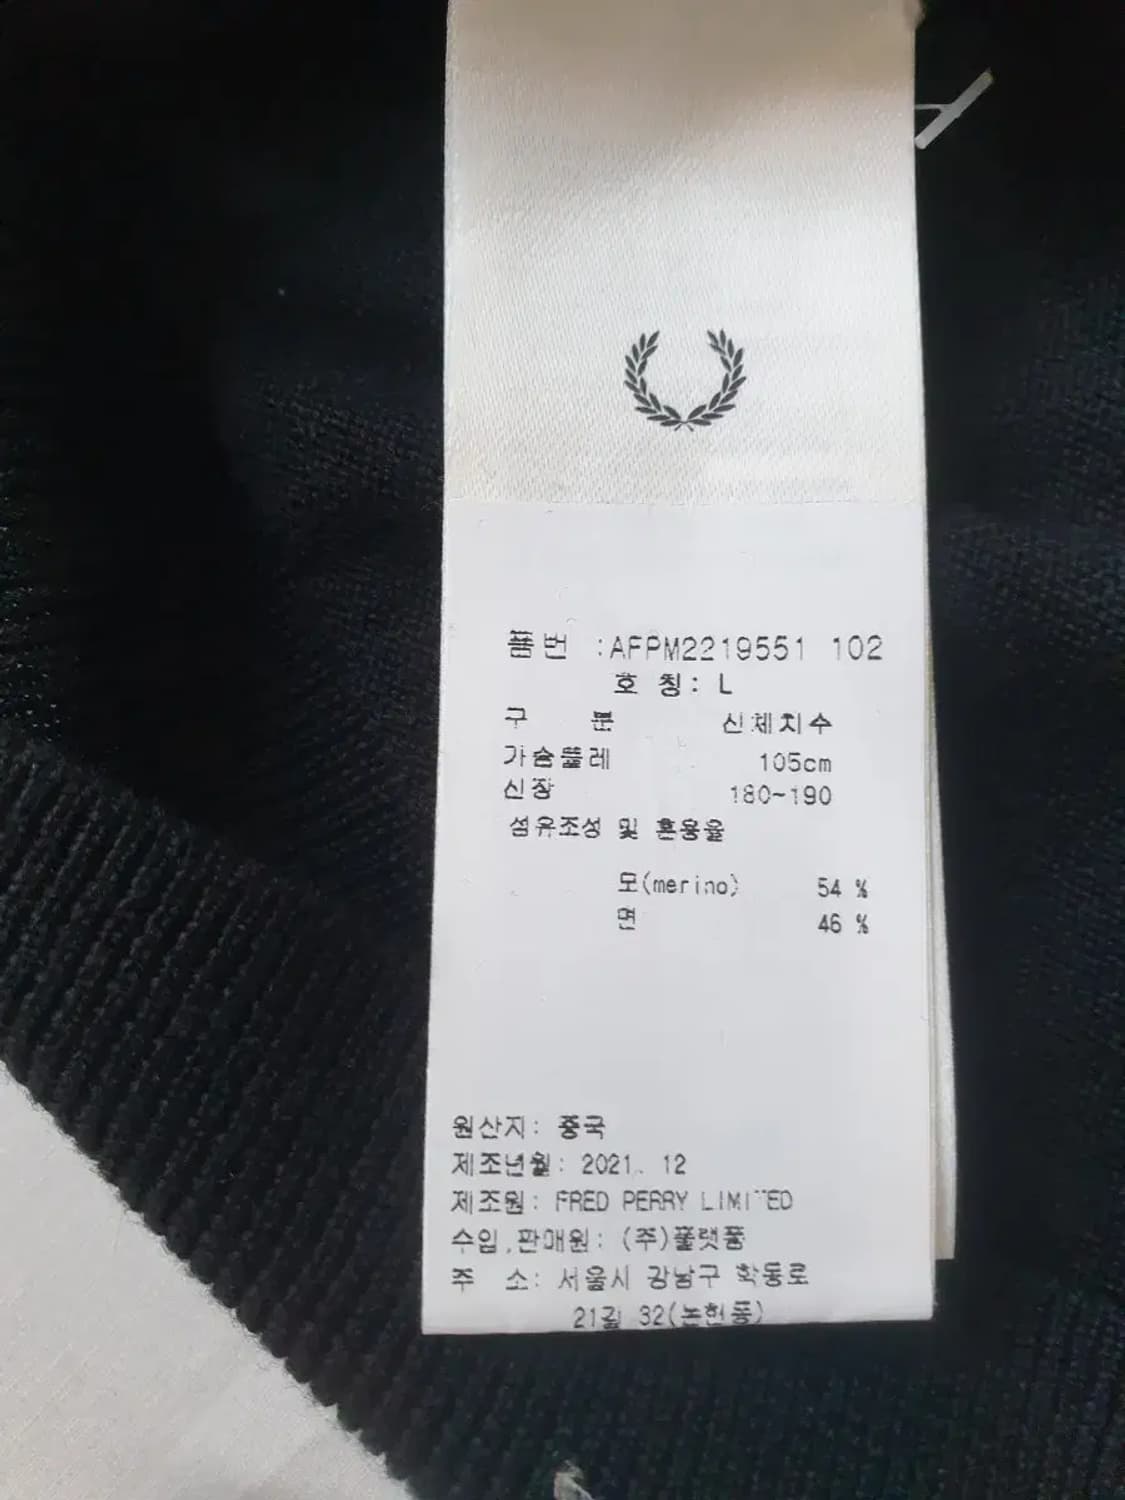 품번 :AFPM2219551 102
호 칭: L
구 분 신체치수
가슴둘레 105cm
신장 180~190
섬유조성 및 혼용율
모(merino) 54 %
면 46 %
원산지: 중국
제조년월: 2021. 12
제조원: FRED PERRY LIMITED
수입,판매원: (주)플랫폼
주 소: 서울시 강남구 학동로
21길 32(논현동)